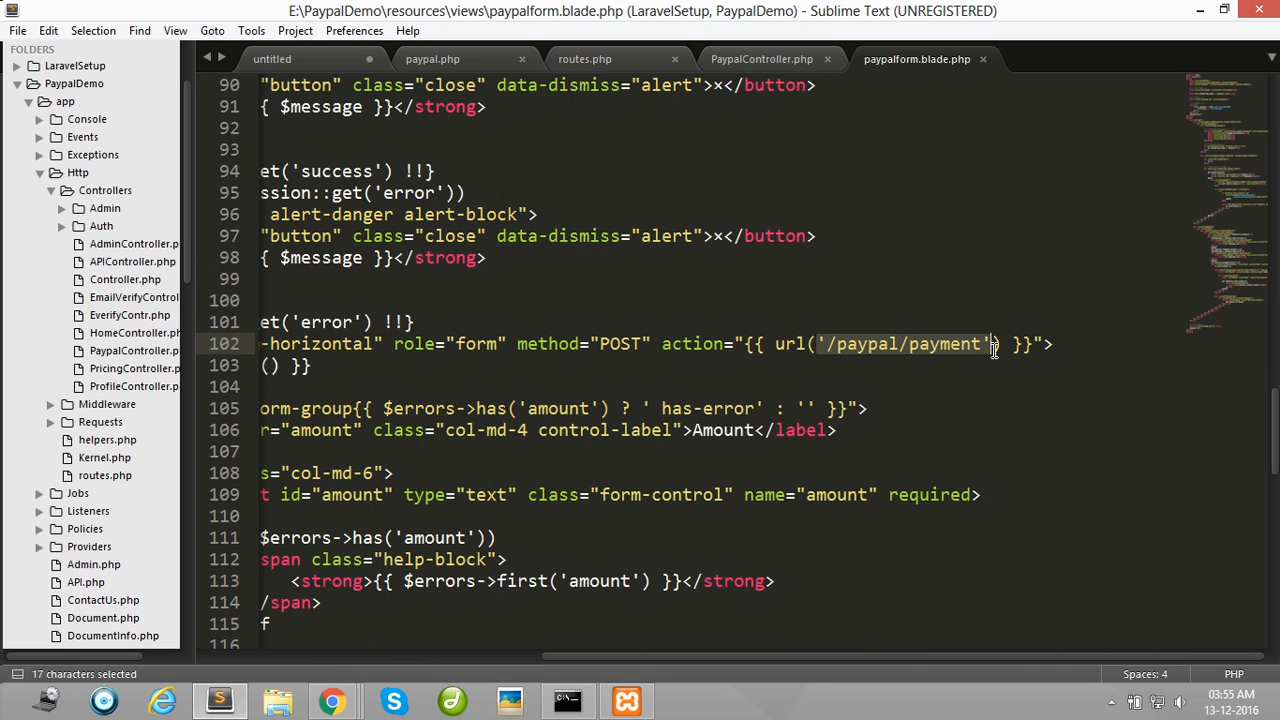 E:\PaypalDemo\resources\views\paypalform.blade.php (LaravelSetup, PaypalDemo) - Sublime Text (UNREGISTERED)
File Edit Selection Find View Goto Tools Project Preferences Help
FOLDERS
LaravelSetup
PaypalDemo
app
Console
Events
Exceptions
Http
Controllers
Admin
Auth
AdminController.p
APIController.php
Controller.php
EmailVerifyControl
EverifyContr.php
HomeController.ph
PaypalController.ph
PricingController.ph
ProfileController.ph
Middleware
Requests
helpers.php
Kernel.php
routes.php
Jobs
Listeners
Policies
Providers
Admin.php
API.php
ContactUs.php
Document.php
DocumentInfo.php
untitled paypal.php × routes.php × PaypalController.php × paypalform.blade.php ×
90 "button" class="close" data-dismiss="alert">×</button>
91 { $message }}</strong>
92
93
94 et('success') !!}
95 ssion::get('error'))
96 alert-danger alert-block">
97 "button" class="close" data-dismiss="alert">×</button>
98 { $message }}</strong>
99
100
101 et('error') !!}
102 -horizontal" role="form" method="POST" action="{{ url('/paypal/payment') }}">
103 () }}
104
105 orm-group{{ $errors->has('amount') ? ' has-error' : '' }}">
106 r="amount" class="col-md-4 control-label">Amount</label>
107
108 s="col-md-6">
109 t id="amount" type="text" class="form-control" name="amount" required>
110
111 $errors->has('amount'))
112 span class="help-block">
113 <strong>{{ $errors->first('amount') }}</strong>
114 /span>
115 f
116
17 characters selected Spaces: 4 PHP
03:55 AM
13-12-2016